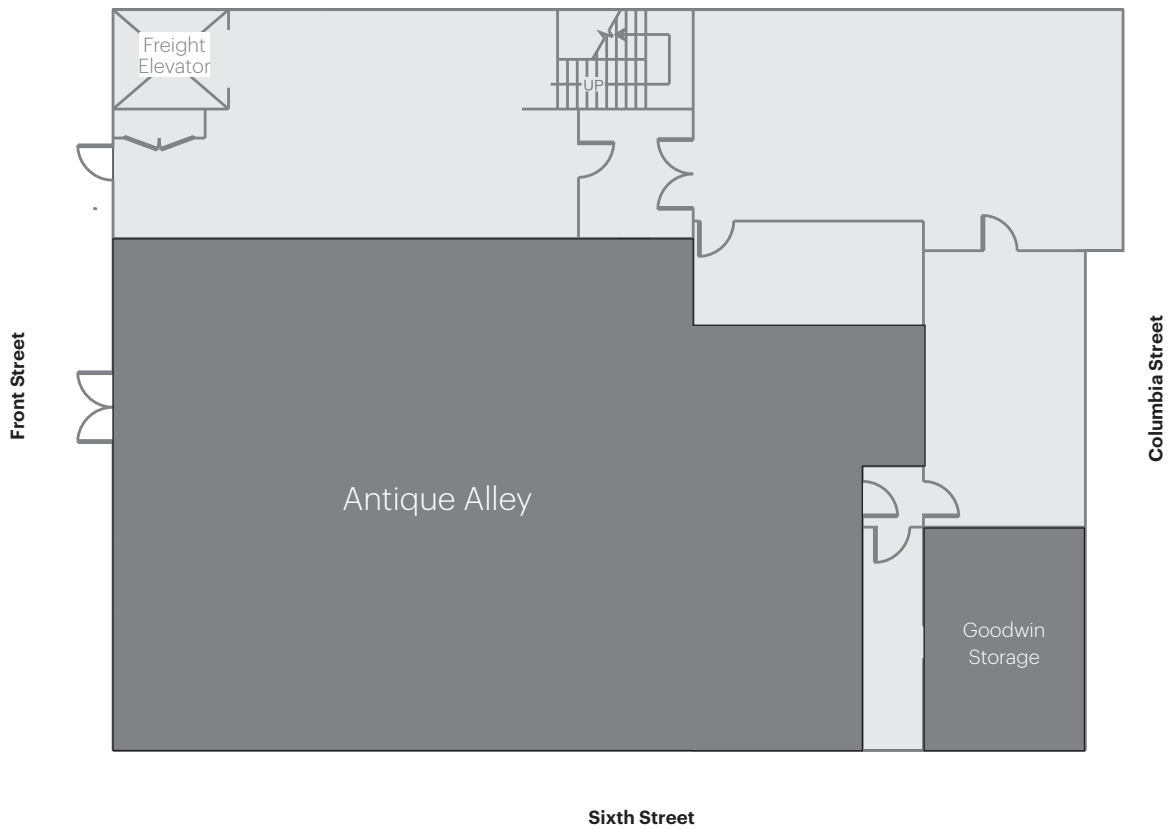 Freight
Elevator
UP
Front Street
Columbia Street
Antique Alley
Goodwin
Storage
Sixth Street